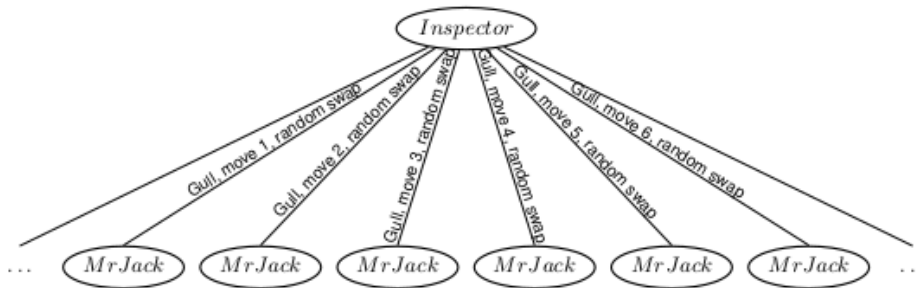 Inspector
Gull, move 1, random swap
Gull, move 2, random swap
Gull, move 3, random swap
Gull, move 4, random swap
Gull, move 5, random swap
Gull, move 6, random swap
... MrJack MrJack MrJack MrJack MrJack MrJack ..